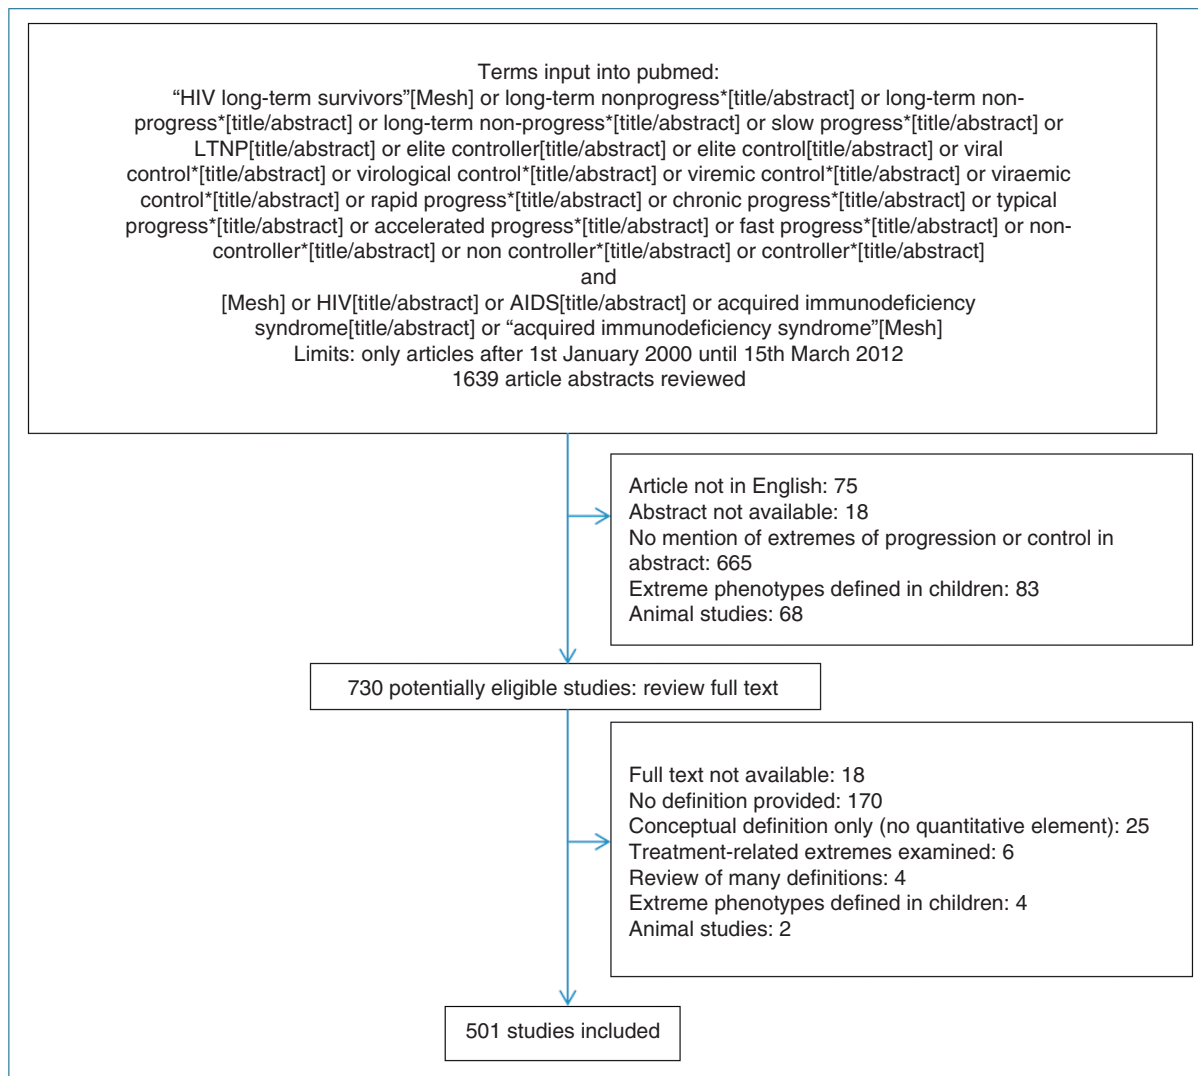 Terms input into pubmed:
“HIV long-term survivors”[Mesh] or long-term nonprogress*[title/abstract] or long-term non-
progress*[title/abstract] or long-term non-progress*[title/abstract] or slow progress*[title/abstract] or
LTNP[title/abstract] or elite controller[title/abstract] or elite control[title/abstract] or viral
control*[title/abstract] or virological control*[title/abstract] or viremic control*[title/abstract] or viraemic
control*[title/abstract] or rapid progress*[title/abstract] or chronic progress*[title/abstract] or typical
progress*[title/abstract] or accelerated progress*[title/abstract] or fast progress*[title/abstract] or non-
controller*[title/abstract] or non controller*[title/abstract] or controller*[title/abstract]
and
[Mesh] or HIV[title/abstract] or AIDS[title/abstract] or acquired immunodeficiency
syndrome[title/abstract] or “acquired immunodeficiency syndrome”[Mesh]
Limits: only articles after 1st January 2000 until 15th March 2012
1639 article abstracts reviewed
Article not in English: 75
Abstract not available: 18
No mention of extremes of progression or control in
abstract: 665
Extreme phenotypes defined in children: 83
Animal studies: 68
730 potentially eligible studies: review full text
Full text not available: 18
No definition provided: 170
Conceptual definition only (no quantitative element): 25
Treatment-related extremes examined: 6
Review of many definitions: 4
Extreme phenotypes defined in children: 4
Animal studies: 2
501 studies included